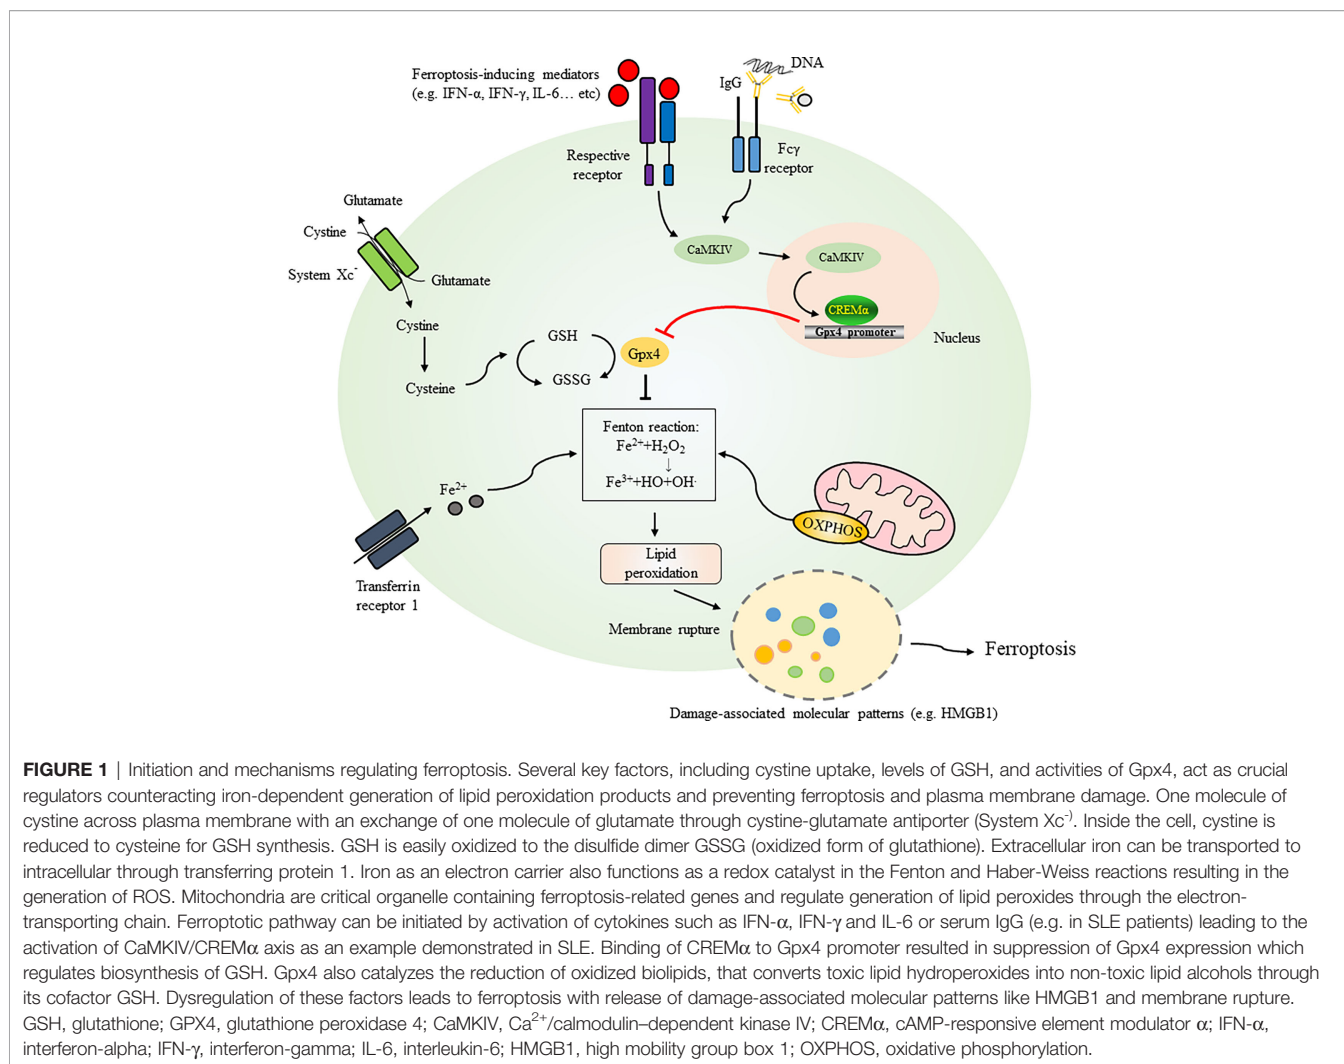 Ferroptosis-inducing mediators
(e.g. IFN-α, IFN-γ, IL-6... etc)
IgG
DNA
Respective
receptor
Fcγ
receptor
Glutamate
Cystine
System Xc⁻
Glutamate
CaMKIV
CaMKIV
CREMα
Gpx4 promoter
Nucleus
Cystine
GSH
Gpx4
Cysteine
GSSG
Fenton reaction:
Fe²⁺+H₂O₂
↓
Fe³⁺+HO+OH·
Fe²⁺
OXPHOS
Transferrin
receptor 1
Lipid
peroxidation
Membrane rupture
Ferroptosis
Damage-associated molecular patterns (e.g. HMGB1)
FIGURE 1 | Initiation and mechanisms regulating ferroptosis. Several key factors, including cystine uptake, levels of GSH, and activities of Gpx4, act as crucial
regulators counteracting iron-dependent generation of lipid peroxidation products and preventing ferroptosis and plasma membrane damage. One molecule of
cystine across plasma membrane with an exchange of one molecule of glutamate through cystine-glutamate antiporter (System Xc⁻⁾. Inside the cell, cystine is
reduced to cysteine for GSH synthesis. GSH is easily oxidized to the disulfide dimer GSSG (oxidized form of glutathione). Extracellular iron can be transported to
intracellular through transferring protein 1. Iron as an electron carrier also functions as a redox catalyst in the Fenton and Haber-Weiss reactions resulting in the
generation of ROS. Mitochondria are critical organelle containing ferroptosis-related genes and regulate generation of lipid peroxides through the electron-
transporting chain. Ferroptotic pathway can be initiated by activation of cytokines such as IFN-α, IFN-γ and IL-6 or serum IgG (e.g. in SLE patients) leading to the
activation of CaMKIV/CREMα axis as an example demonstrated in SLE. Binding of CREMα to Gpx4 promoter resulted in suppression of Gpx4 expression which
regulates biosynthesis of GSH. Gpx4 also catalyzes the reduction of oxidized biolipids, that converts toxic lipid hydroperoxides into non-toxic lipid alcohols through
its cofactor GSH. Dysregulation of these factors leads to ferroptosis with release of damage-associated molecular patterns like HMGB1 and membrane rupture.
GSH, glutathione; GPX4, glutathione peroxidase 4; CaMKIV, Ca²⁺/calmodulin–dependent kinase IV; CREMα, cAMP-responsive element modulator α; IFN-α,
interferon-alpha; IFN-γ, interferon-gamma; IL-6, interleukin-6; HMGB1, high mobility group box 1; OXPHOS, oxidative phosphorylation.